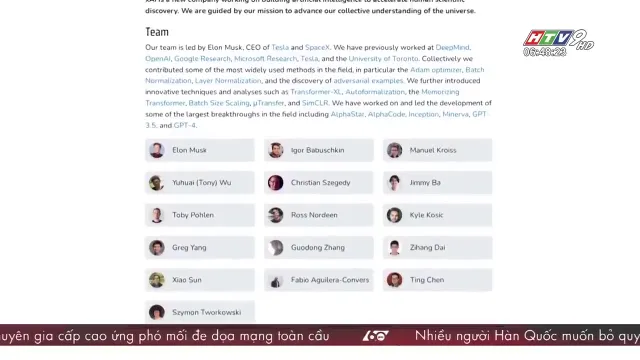 xAI is a new company working on building artificial intelligence to accelerate human scientific
discovery. We are guided by our mission to advance our collective understanding of the universe.
HTV9 HD
06:48:23
Team
Our team is led by Elon Musk, CEO of Tesla and SpaceX. We have previously worked at DeepMind,
OpenAI, Google Research, Microsoft Research, Tesla, and the University of Toronto. Collectively we
contributed some of the most widely used methods in the field, in particular the Adam optimizer, Batch
Normalization, Layer Normalization, and the discovery of adversarial examples. We further introduced
innovative techniques and analyses such as Transformer-XL, Autoformalization, the Memorizing
Transformer, Batch Size Scaling, μTransfer, and SimCLR. We have worked on and led the development of
some of the largest breakthroughs in the field including AlphaStar, AlphaCode, Inception, Minerva, GPT-
3.5, and GPT-4.
Elon Musk
Igor Babuschkin
Manuel Kroiss
Yuhuai (Tony) Wu
Christian Szegedy
Jimmy Ba
Toby Pohlen
Ross Nordeen
Kyle Kosic
Greg Yang
Guodong Zhang
Zihang Dai
Xiao Sun
Fabio Aguilera-Convers
Ting Chen
Szymon Tworkowski
huyên gia cấp cao ứng phó mối đe dọa mạng toàn cầu
Nhiều người Hàn Quốc muốn bỏ quy